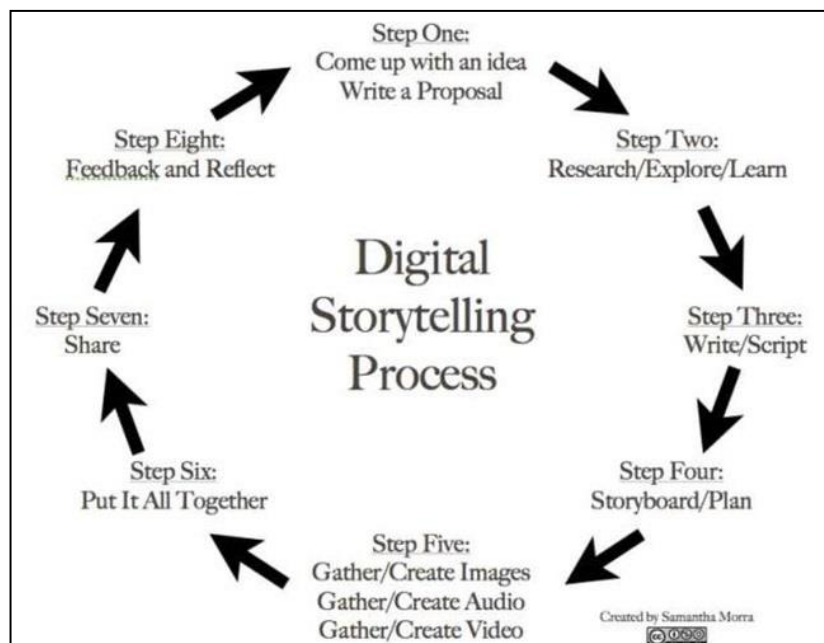 Step One:
Come up with an idea
Write a Proposal
Step Two:
Research/Explore/Learn
Step Three:
Write/Script
Step Four:
Storyboard/Plan
Step Five:
Gather/Create Images
Gather/Create Audio
Gather/Create Video
Step Six:
Put It All Together
Step Seven:
Share
Step Eight:
Feedback and Reflect
Digital
Storytelling
Process
Created by Samantha Morra
cc